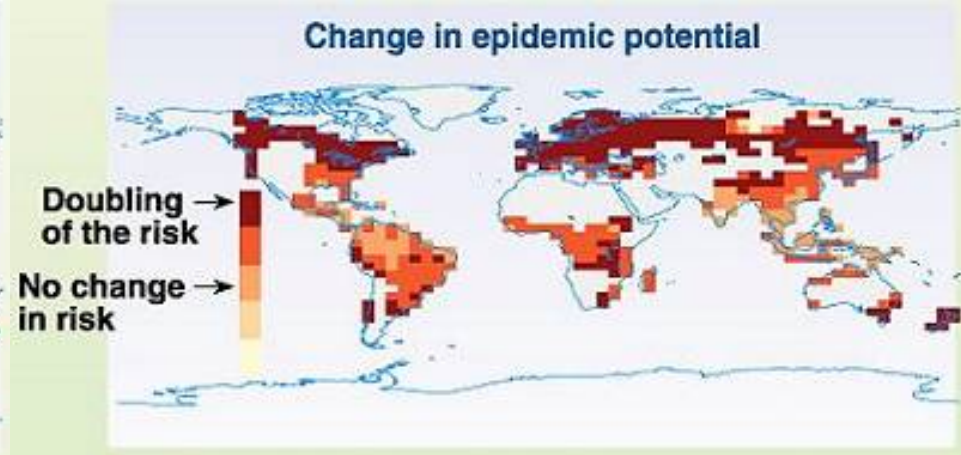 Change in epidemic potential
Doubling
of the risk
No change
in risk